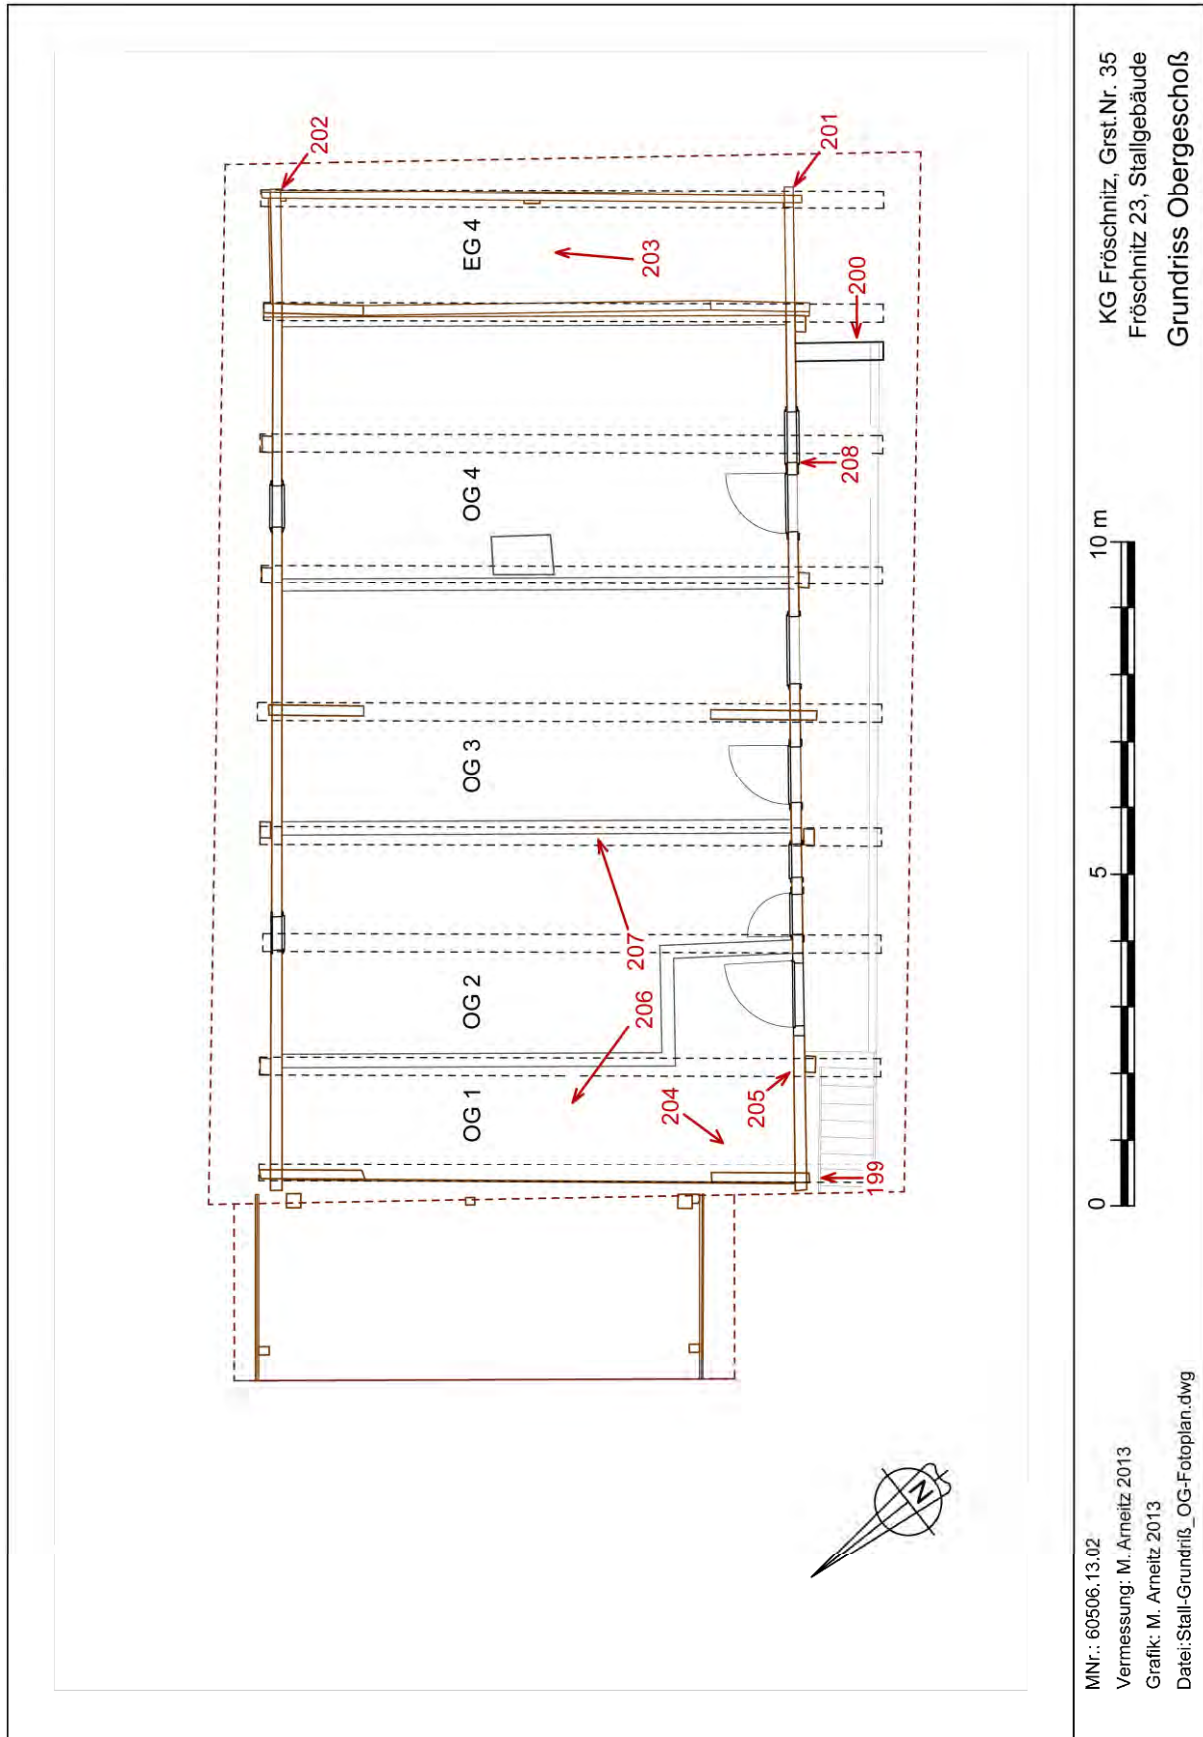 KG Fröschnitz, Grst.Nr. 35
Fröschnitz 23, Stallgebäude
Grundriss Obergeschoß
202
201
EG 4
203
200
OG 4
208
OG 3
207
OG 2
206
OG 1
204
205
199
0
5
10 m
N
MNr.: 60506.13.02
Vermessung: M. Arneitz 2013
Grafik: M. Arneitz 2013
Datei:Stall-Grundriß_OG-Fotoplan.dwg